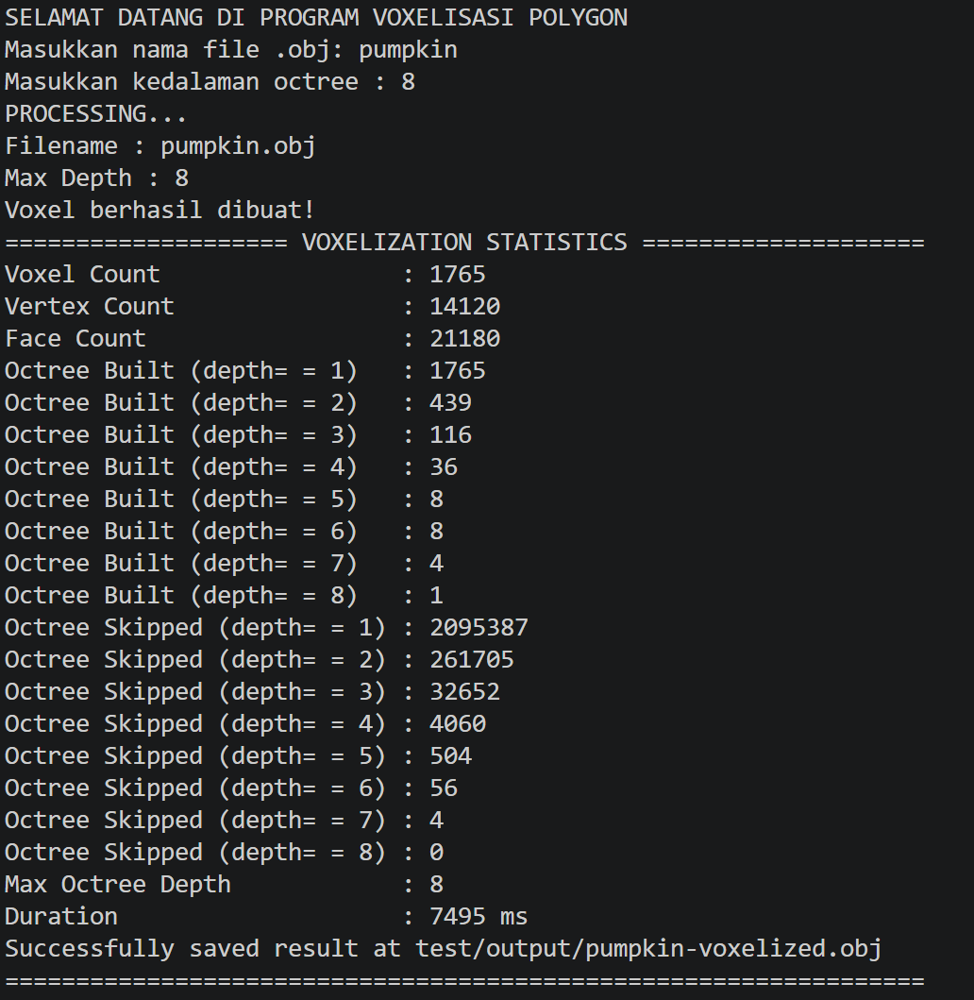 SELAMAT DATANG DI PROGRAM VOXELISASI POLYGON
Masukkan nama file .obj: pumpkin
Masukkan kedalaman octree : 8
PROCESSING...
Filename : pumpkin.obj
Max Depth : 8
Voxel berhasil dibuat!
==================== VOXELIZATION STATISTICS ====================
Voxel Count                 : 1765
Vertex Count                : 14120
Face Count                  : 21180
Octree Built (depth= = 1)   : 1765
Octree Built (depth= = 2)   : 439
Octree Built (depth= = 3)   : 116
Octree Built (depth= = 4)   : 36
Octree Built (depth= = 5)   : 8
Octree Built (depth= = 6)   : 8
Octree Built (depth= = 7)   : 4
Octree Built (depth= = 8)   : 1
Octree Skipped (depth= = 1) : 2095387
Octree Skipped (depth= = 2) : 261705
Octree Skipped (depth= = 3) : 32652
Octree Skipped (depth= = 4) : 4060
Octree Skipped (depth= = 5) : 504
Octree Skipped (depth= = 6) : 56
Octree Skipped (depth= = 7) : 4
Octree Skipped (depth= = 8) : 0
Max Octree Depth            : 8
Duration                    : 7495 ms
Successfully saved result at test/output/pumpkin-voxelized.obj
=================================================================